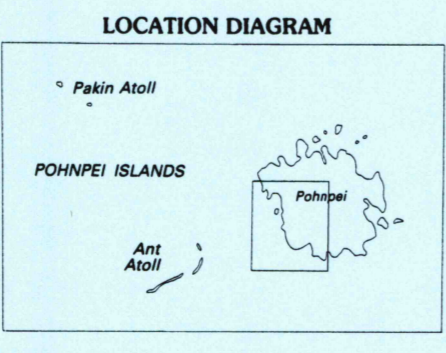 LOCATION DIAGRAM
Pakin Atoll
POHNPEI ISLANDS
Pohnpei
Ant
Atoll